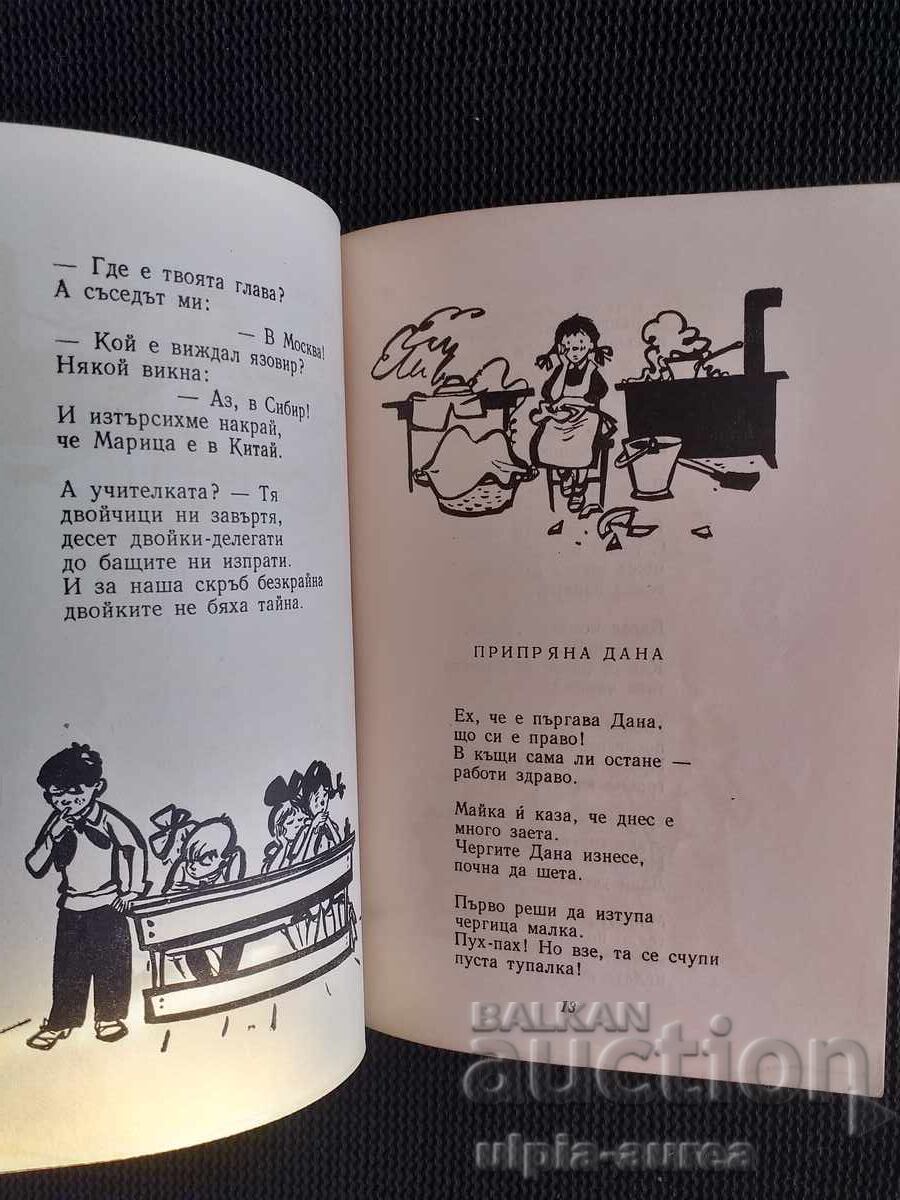 — Где е твоята глава?
А съседът ми:
— В Москва!
— Кой е виждал язовир?
Някой викна:
— Аз, в Сибир!
И изтърсихме накрай,
че Марица е в Китай.
А учителката? — Тя
двойчици ни завъртя,
десет двойки-делегати
до бащите ни изпрати.
И за наша скръб безкрайна
двойките не бяха тайна.
ПРИПРЯНА ДАНА
Ех, че е пъргава Дана,
що си е право!
В къщи сама ли остане —
работи здраво.
Майка ѝ каза, че днес е
много заета.
Чергите Дана изнесе,
почна да шета.
Първо реши да изтупа
чергица малка.
Пух-пах! Но взе, та се счупи
пуста тупалка!
13
BALKAN
auction
ulpia-aurea